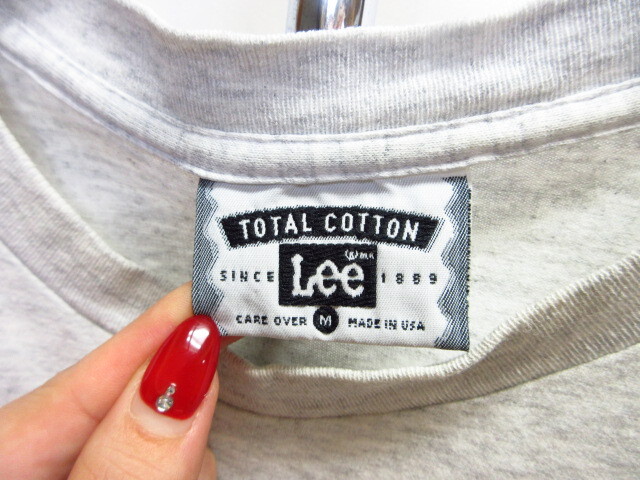 TOTAL COTTON
SINCE Lee 1889
CARE OVER M MADE IN USA